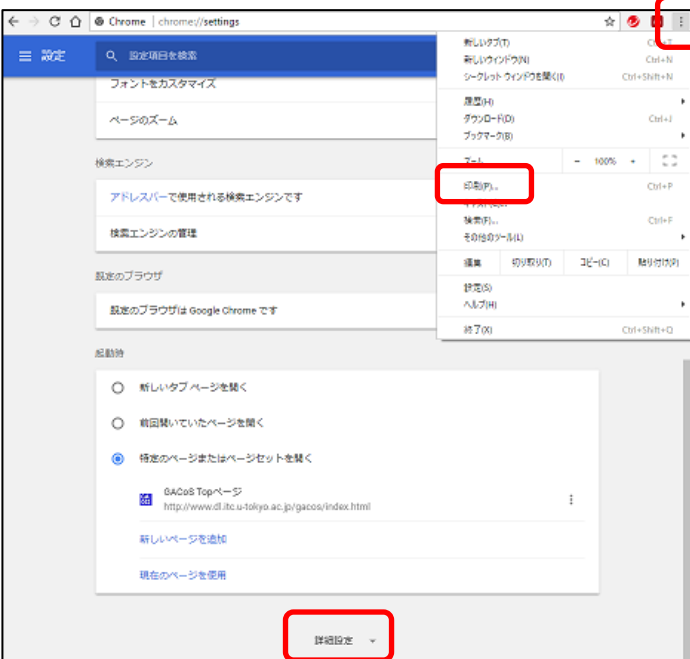 Chrome | chrome://settings
設定
設定項目を検索
フォントをカスタマイズ
ページのズーム
検索エンジン
アドレスバーで使用される検索エンジンです
検索エンジンの管理
既定のブラウザ
既定のブラウザは Google Chrome です
起動時
新しいタブ ページを開く
前回開いていたページを開く
特定のページまたはページセットを開く
GACoS Topページ
http://www.dl.itc.u-tokyo.ac.jp/gacos/index.html
新しいページを追加
現在のページを使用
詳細設定
新しいタブ(T)
新しいウィンドウ(N) Ctrl+N
シークレット ウィンドウを開く(I) Ctrl+Shift+N
履歴(H)
ダウンロード(D) Ctrl+J
ブックマーク(B)
ズーム - 100% +
印刷(P)... Ctrl+P
検索(F)... Ctrl+F
その他のツール(L)
編集 切り取り(T) コピー(C) 貼り付け(P)
設定(S)
ヘルプ(H)
終了(X) Ctrl+Shift+Q